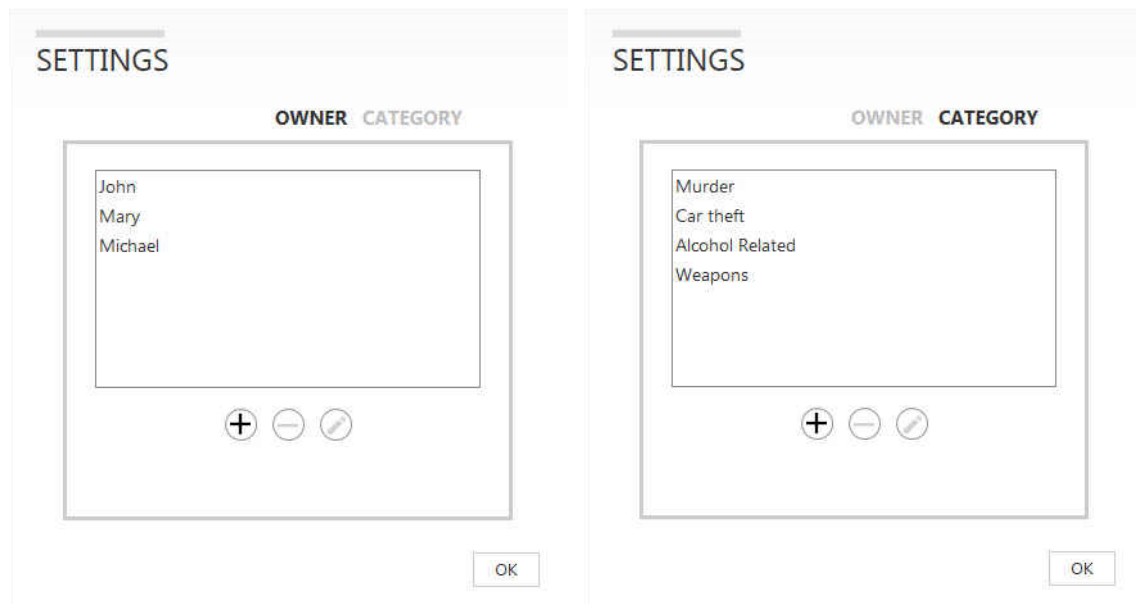 SETTINGS
OWNER CATEGORY
John
Mary
Michael
OK
SETTINGS
OWNER CATEGORY
Murder
Car theft
Alcohol Related
Weapons
OK